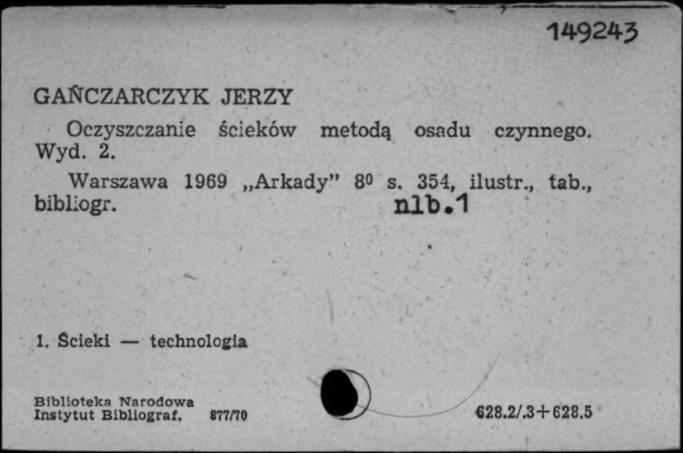 149243
GAŃCZARCZYK JERZY
Oczyszczanie ścieków metodą osadu czynnego.
Wyd. 2.
Warszawa 1969 „Arkady” 8⁰ s. 354, ilustr., tab.,
bibliogr. nlb.1
1. Ścieki — technologia
Biblioteka Narodowa
Instytut Bibliograf. 877/70 628.2/.3+628.5